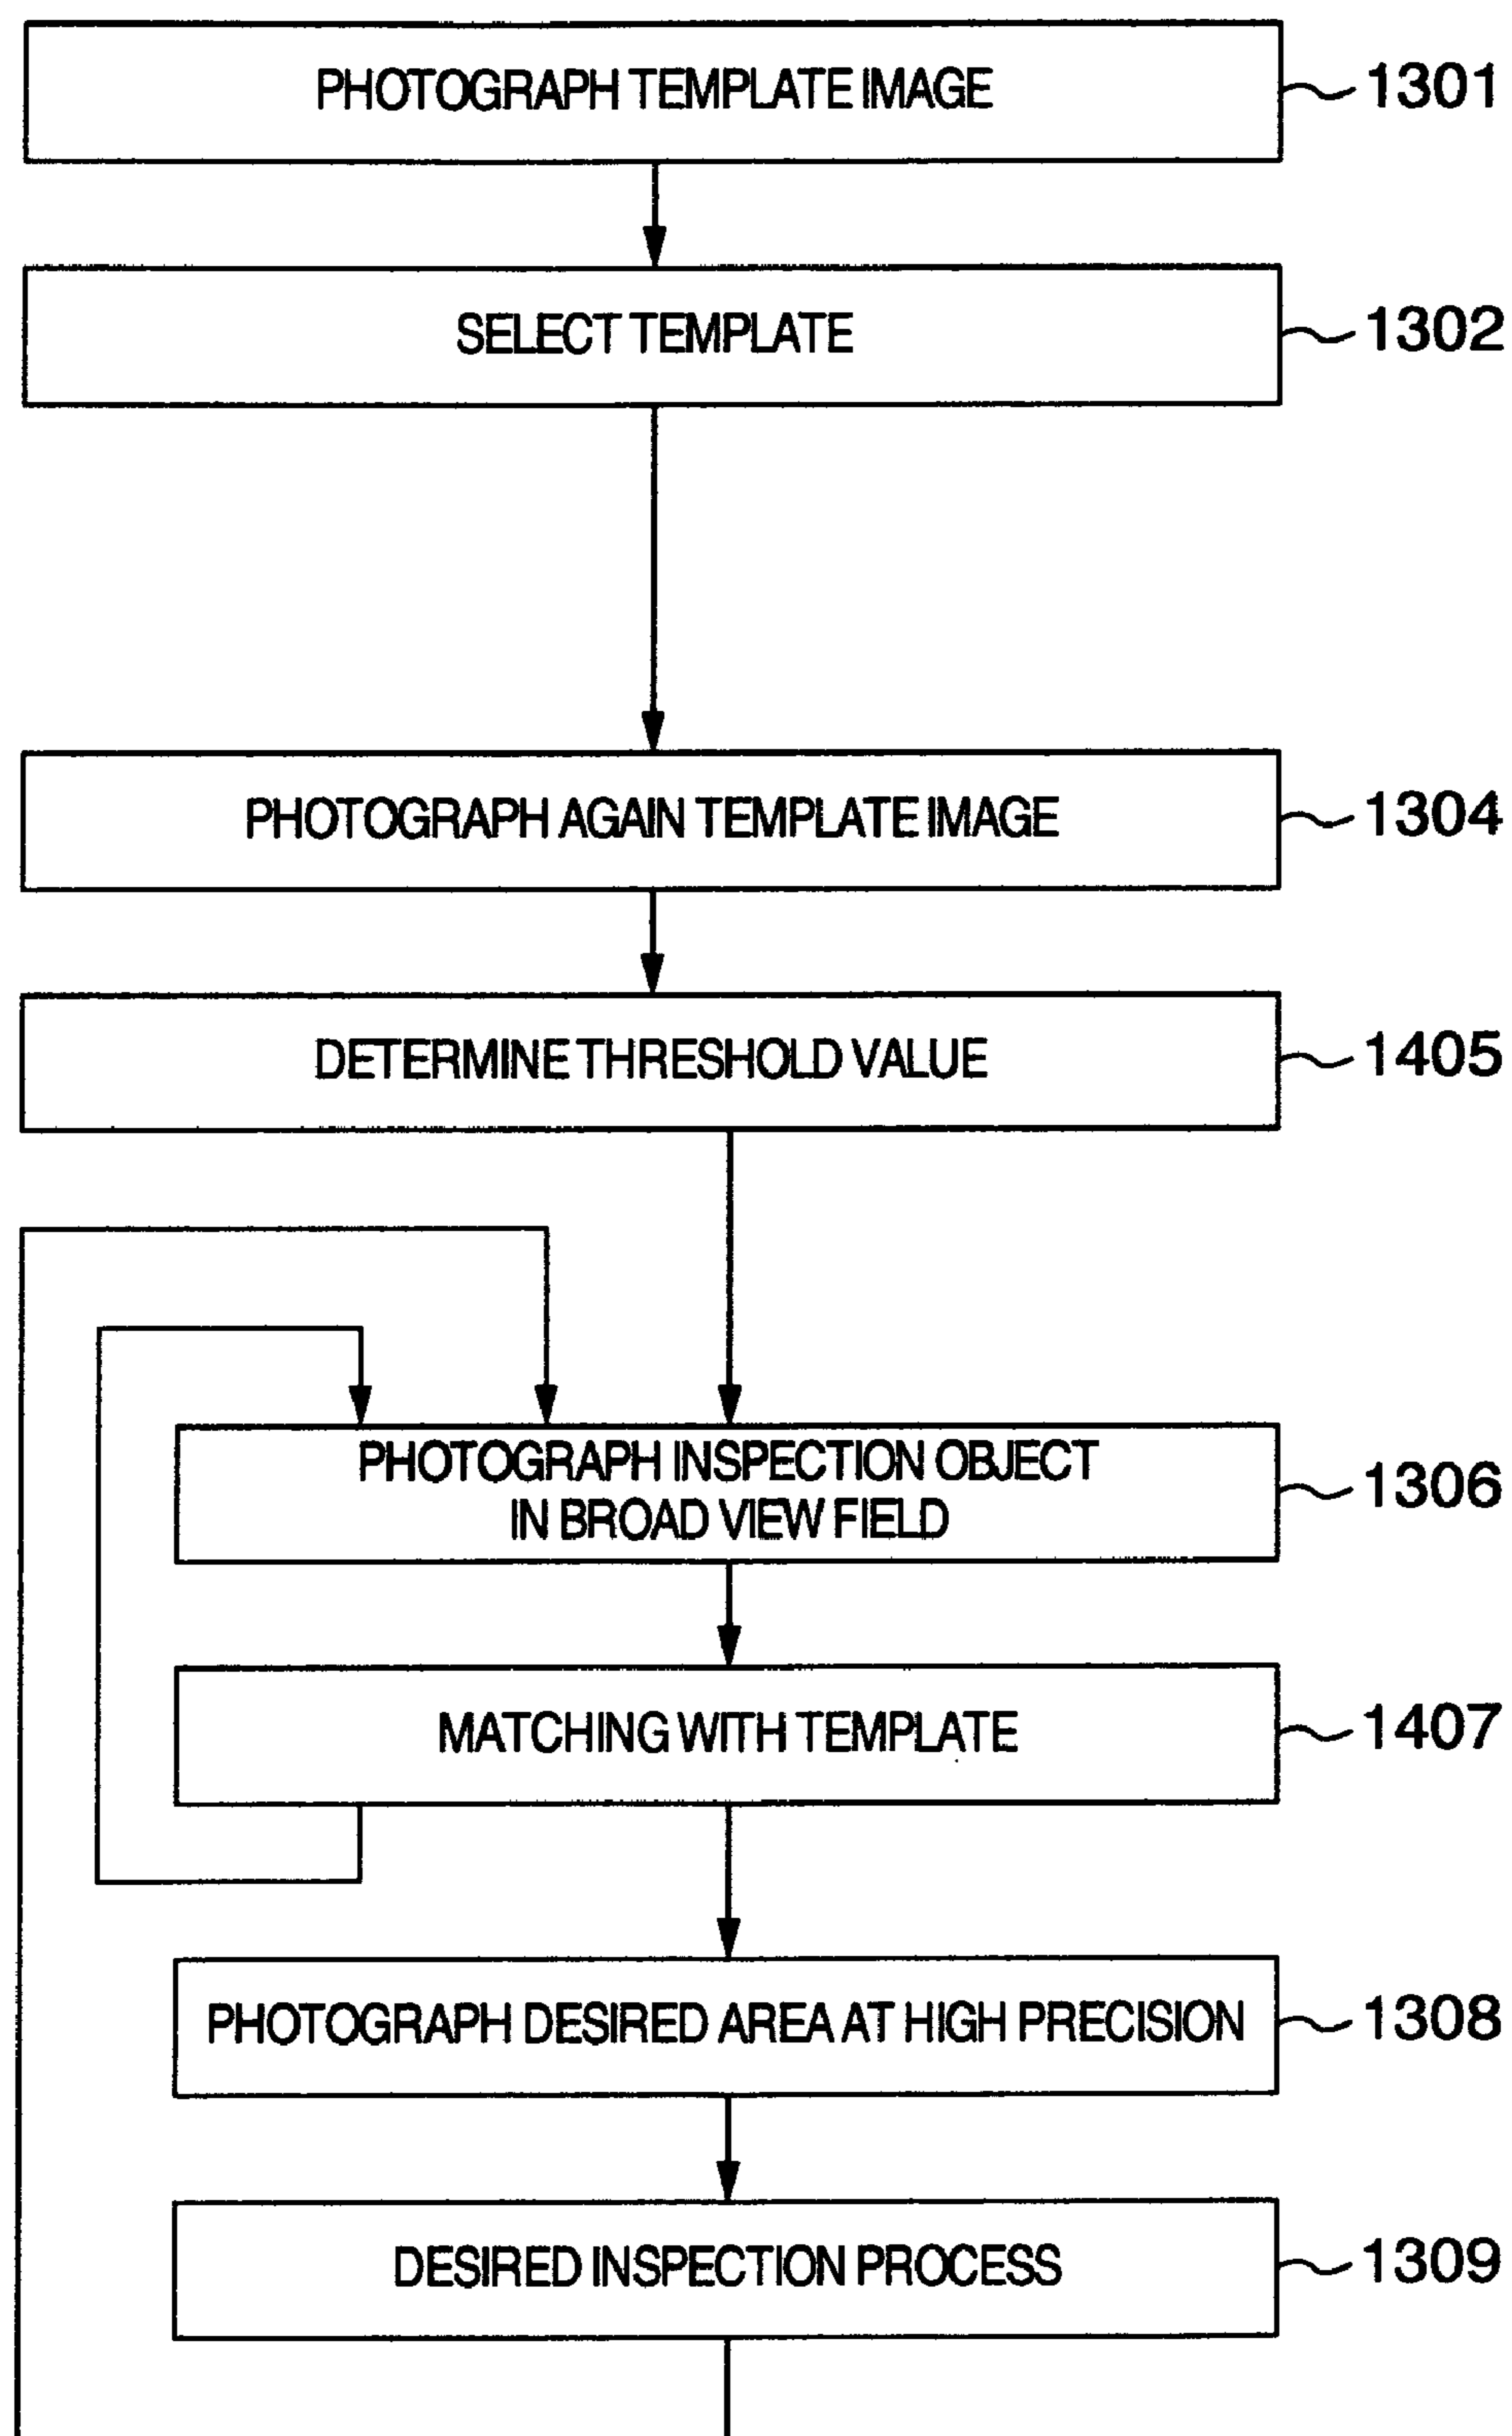 PHOTOGRAPH TEMPLATE IMAGE
1301
SELECT TEMPLATE
1302
PHOTOGRAPH AGAIN TEMPLATE IMAGE
1304
DETERMINE THRESHOLD VALUE
1405
PHOTOGRAPH INSPECTION OBJECT
IN BROAD VIEW FIELD
1306
MATCHING WITH TEMPLATE
1407
PHOTOGRAPH DESIRED AREA AT HIGH PRECISION
1308
DESIRED INSPECTION PROCESS
1309